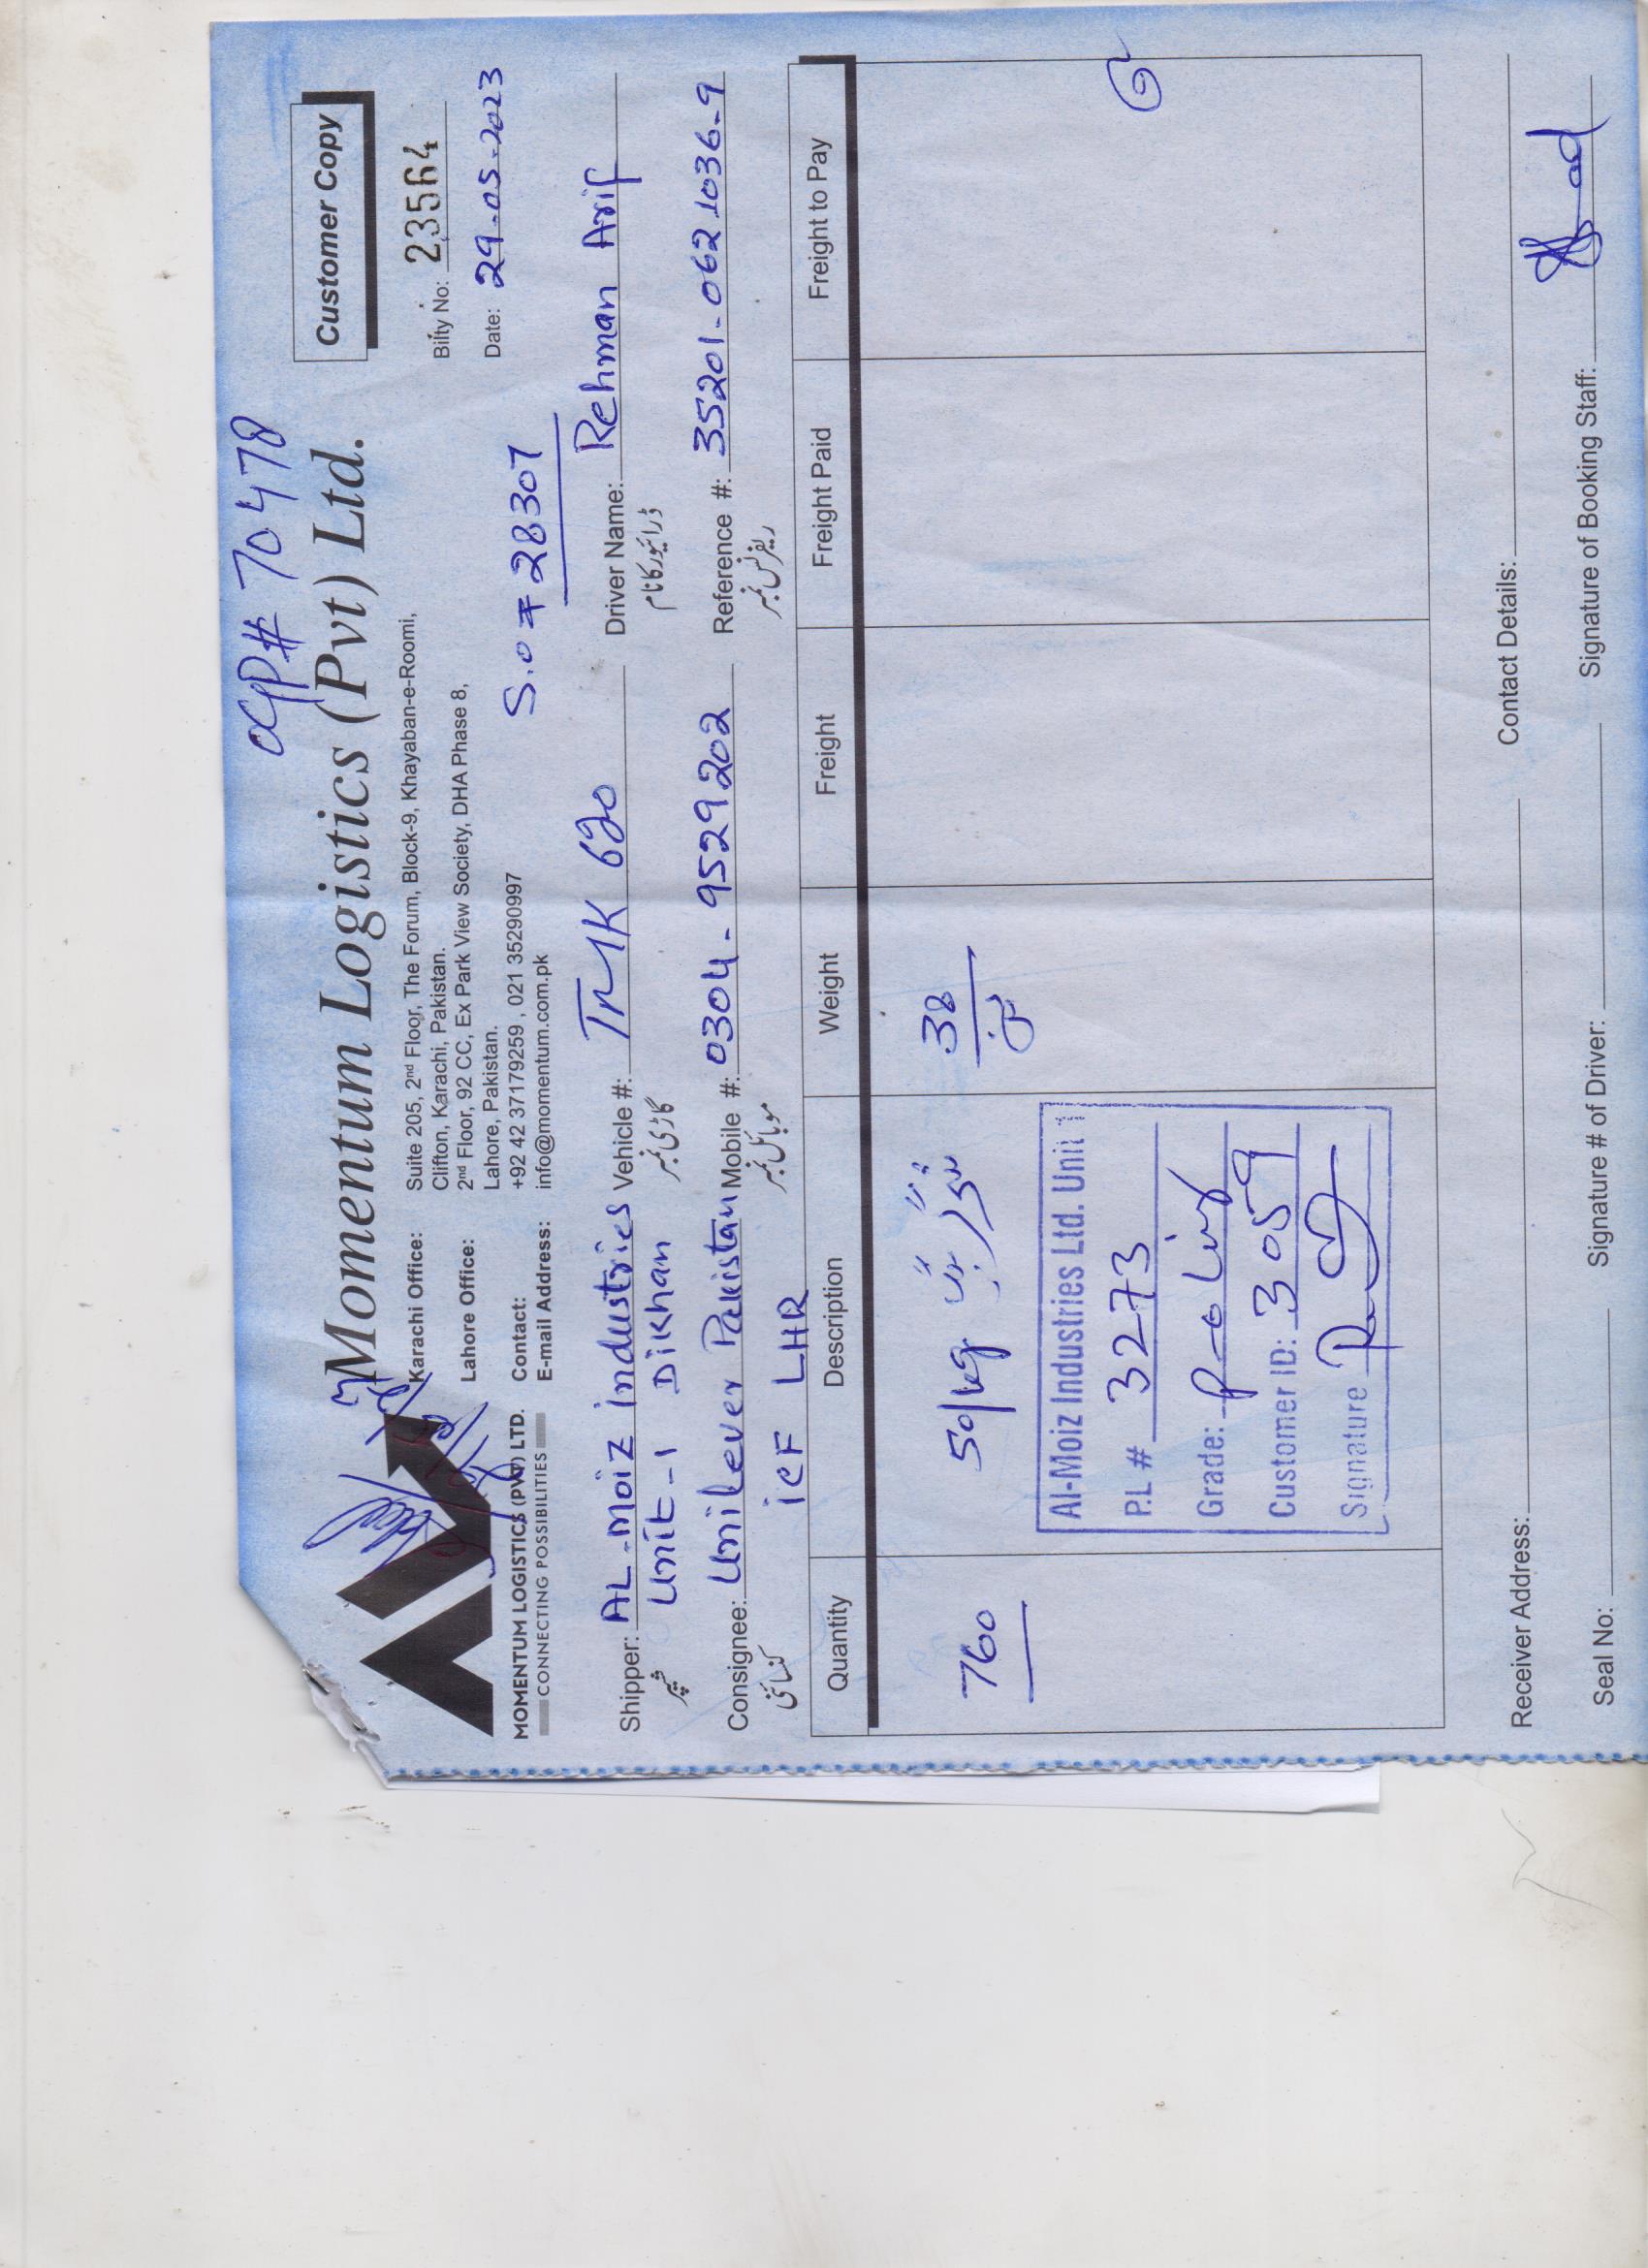 OGP# 70478
Momentum Logistics (Pvt) Ltd.
Customer Copy
MOMENTUM LOGISTICS (PVT) LTD.
CONNECTING POSSIBILITIES
Karachi Office: Suite 205, 2nd Floor, The Forum, Block-9, Khayaban-e-Roomi,
Clifton, Karachi, Pakistan.
Lahore Office: 2nd Floor, 92 CC, Ex Park View Society, DHA Phase 8,
Lahore, Pakistan.
Contact: +92 42 37179259 , 021 35290997
E-mail Address: info@momentum.com.pk
Bilty No: 23564
Date: 29-05-2023
S.O # 28307
Shipper: AL-Moiz industries Vehicle #: TMK 620 Driver Name: Rehman Arif
شپر Unit-1 DiKhan گاڑی نمبر ڈرائیور کا نام
Consignee: Unilever Pakistan Mobile #: 0304-9529202 Reference #: 35201-0621036-9
کنسائنی iCF LHR موبائل نمبر ریفرنس نمبر
Quantity Description Weight Freight Freight Paid Freight to Pay
760 50/kg 38
ٹن
Al-Moiz Industries Ltd. Unit 1
P.L # 3273
Grade:
Customer ID: 3059
Signature
Receiver Address: Contact Details:
Seal No: Signature # of Driver: Signature of Booking Staff: